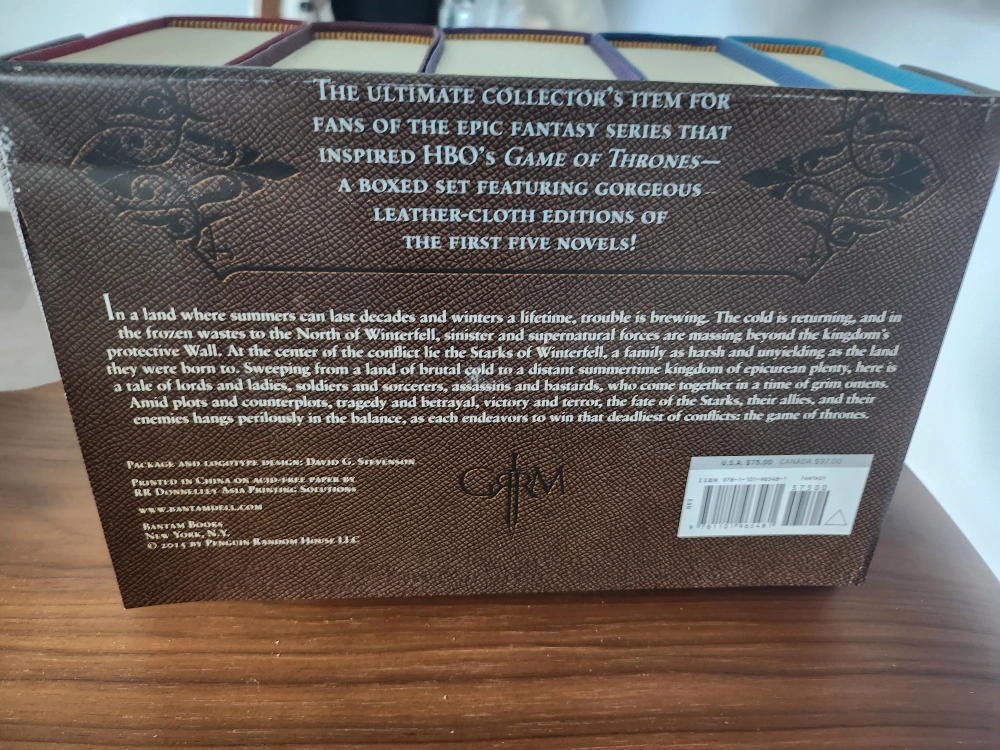 The ultimate collector's item for
fans of the epic fantasy series that
inspired HBO's Game of Thrones—
a boxed set featuring gorgeous
leather-cloth editions of
the first five novels!
In a land where summers can last decades and winters a lifetime, trouble is brewing. The cold is returning, and in
the frozen wastes to the North of Winterfell, sinister and supernatural forces are massing beyond the kingdom's
protective Wall. At the center of the conflict lie the Starks of Winterfell, a family as harsh and unyielding as the land
they were born to. Sweeping from a land of brutal cold to a distant summertime kingdom of epicurean plenty, here is
a tale of lords and ladies, soldiers and sorcerers, assassins and bastards, who come together in a time of grim omens.
Amid plots and counterplots, tragedy and betrayal, victory and terror, the fate of the Starks, their allies, and their
enemies hangs perilously in the balance, as each endeavors to win that deadliest of conflicts: the game of thrones.
Package and logotype design: David G. Stevenson
Printed in China on acid-free paper by
RR Donnelley Asia Printing Solutions
www.bantamdell.com
Bantam Books
New York, N.Y.
© 2015 by Penguin Random House LLC
GRRM
U.S.A. $75.00 CANADA $97.00
ISBN 978-1-101-96548-1 FANTASY
57500
9 781101 965481